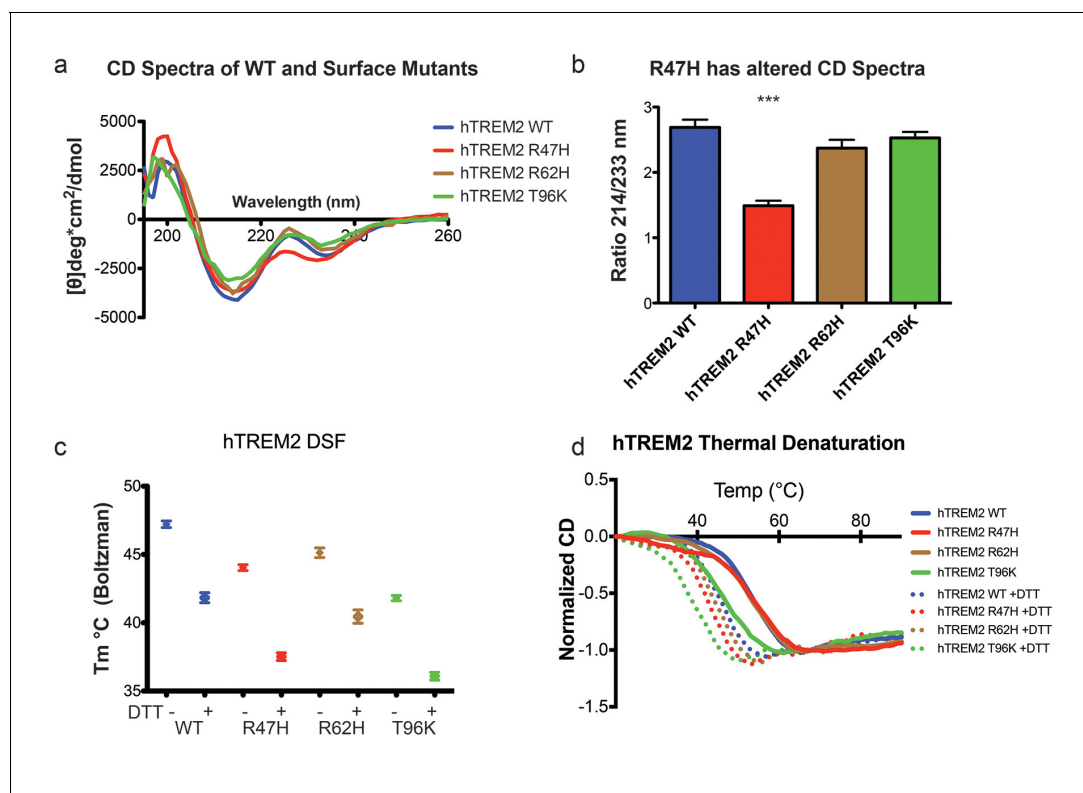 a
CD Spectra of WT and Surface Mutants
5000
2500
0
-2500
-5000
[θ]deg*cm²/dmol
Wavelength (nm)
200
220
240
260
hTREM2 WT
hTREM2 R47H
hTREM2 R62H
hTREM2 T96K
b
R47H has altered CD Spectra
***
3
2
1
0
Ratio 214/233 nm
hTREM2 WT
hTREM2 R47H
hTREM2 R62H
hTREM2 T96K
c
hTREM2 DSF
50
45
40
35
Tm °C (Boltzman)
DTT - + - + - + - +
WT R47H R62H T96K
d
hTREM2 Thermal Denaturation
Temp (°C)
0.5
0.0
-0.5
-1.0
-1.5
Normalized CD
40
60
80
hTREM2 WT
hTREM2 R47H
hTREM2 R62H
hTREM2 T96K
hTREM2 WT +DTT
hTREM2 R47H +DTT
hTREM2 R62H +DTT
hTREM2 T96K +DTT